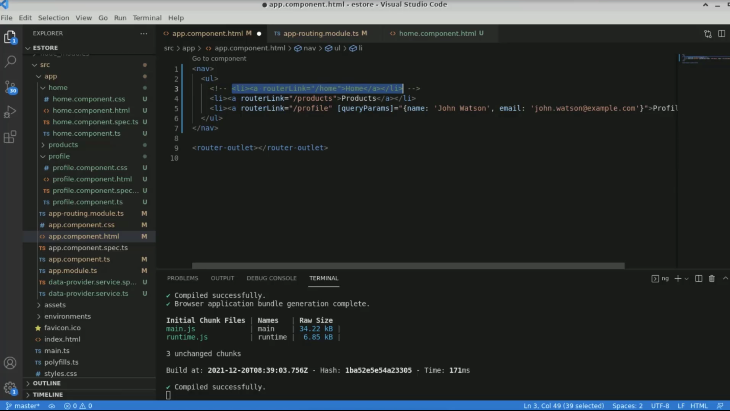 app.component.html - estore - Visual Studio Code
File Edit Selection View Go Run Terminal Help
EXPLORER
app.component.html M
app-routing.module.ts M
home.component.html U
src > app > app.component.html > nav > ul > li
ESTORE
src
app
home
home.component.css U
home.component.html U
home.component.spec.ts U
home.component.ts U
products
profile
profile.component.css U
profile.component.html U
profile.component.spec... U
profile.component.ts U
app-routing.module.ts M
app.component.css M
app.component.html M
app.component.spec.ts
app.component.ts M
app.module.ts M
data-provider.service.sp... U
data-provider.service.ts U
assets
environments
favicon.ico
index.html
main.ts
polyfills.ts
styles.css
OUTLINE
TIMELINE
Go to component
1 <nav>
2 <ul>
3 <!-- <li><a routerLink="/home">Home</a></li> -->
4 <li><a routerLink="/products">Products</a></li>
5 <li><a routerLink="/profile" [queryParams]="{name: 'John Watson', email: 'john.watson@example.com'}">Profil
6 </ul>
7 </nav>
8
9 <router-outlet></router-outlet>
10
PROBLEMS OUTPUT DEBUG CONSOLE TERMINAL
ng
✔ Compiled successfully.
✔ Browser application bundle generation complete.
Initial Chunk Files | Names | Raw Size
main.js | main | 34.22 kB |
runtime.js | runtime | 6.85 kB |
3 unchanged chunks
Build at: 2021-12-20T08:39:03.756Z - Hash: 1ba52e5e54a23305 - Time: 171ms
✔ Compiled successfully.
master* 0 0 Ln 3, Col 49 (39 selected) Spaces: 2 UTF-8 LF HTML